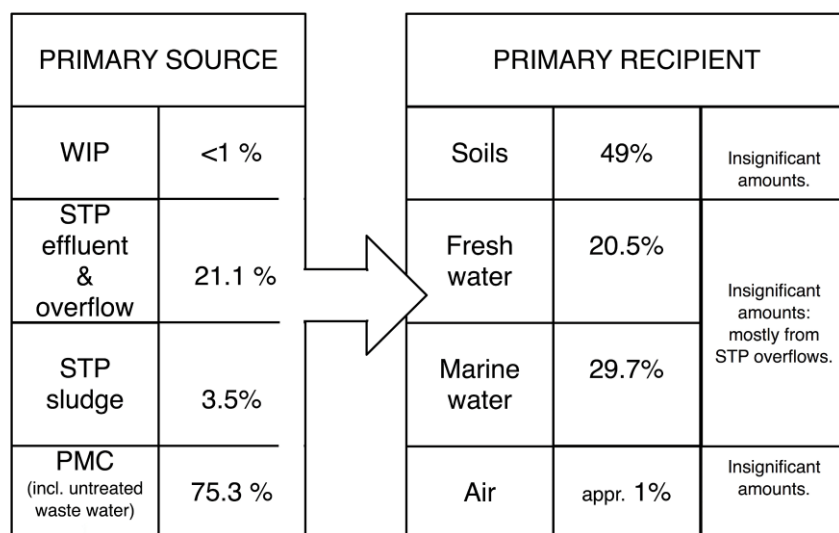 PRIMARY SOURCE
WIP
<1 %
STP
effluent
&
overflow
21.1 %
STP
sludge
3.5%
PMC
(incl. untreated
waste water)
75.3 %
PRIMARY RECIPIENT
Soils
49%
Insignificant
amounts.
Fresh
water
20.5%
Insignificant
amounts:
mostly from
STP overflows.
Marine
water
29.7%
Air
appr. 1%
Insignificant
amounts.